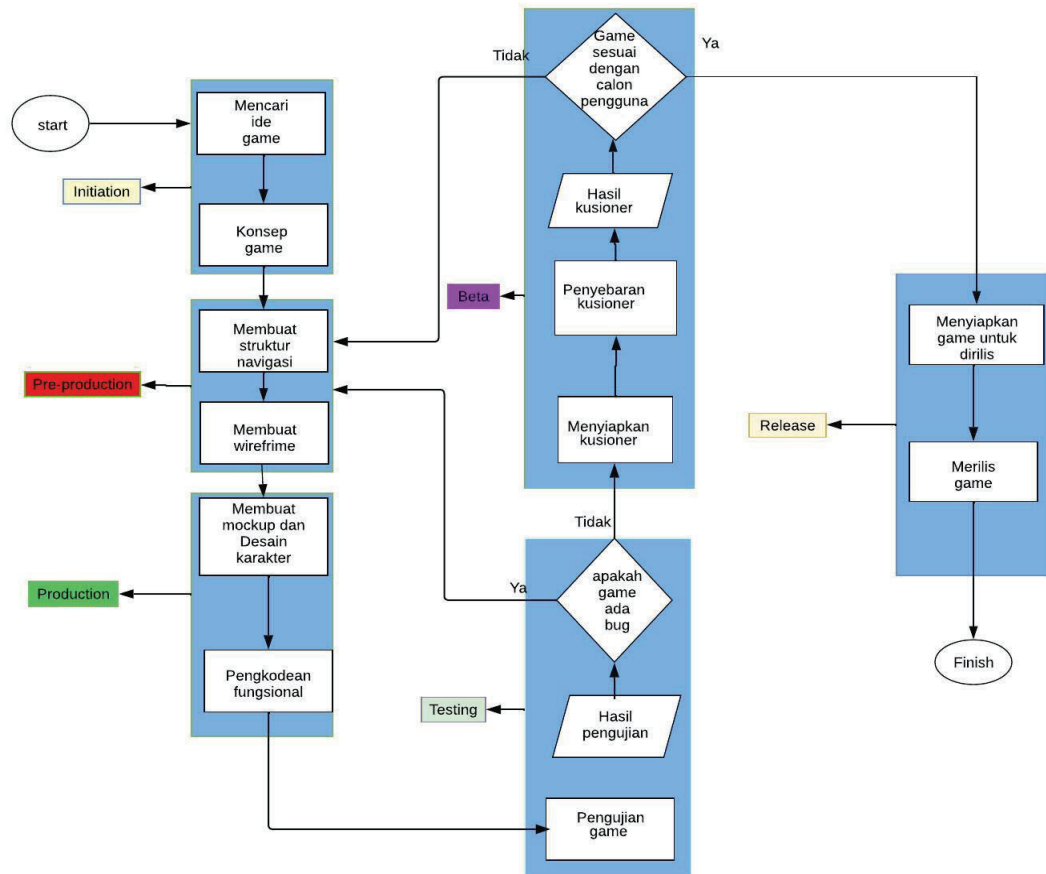 start
Mencari
ide
game
Initiation
Konsep
game
Membuat
struktur
navigasi
Pre-production
Membuat
wirefrime
Membuat
mockup dan
Desain
karakter
Production
Pengkodean
fungsional
Pengujian
game
Testing
Hasil
pengujian
apakah
game
ada
bug
Ya
Tidak
Menyiapkan
kusioner
Penyebaran
kusioner
Beta
Hasil
kusioner
Game
sesuai
dengan
calon
pengguna
Tidak
Ya
Menyiapkan
game untuk
dirilis
Release
Merilis
game
Finish